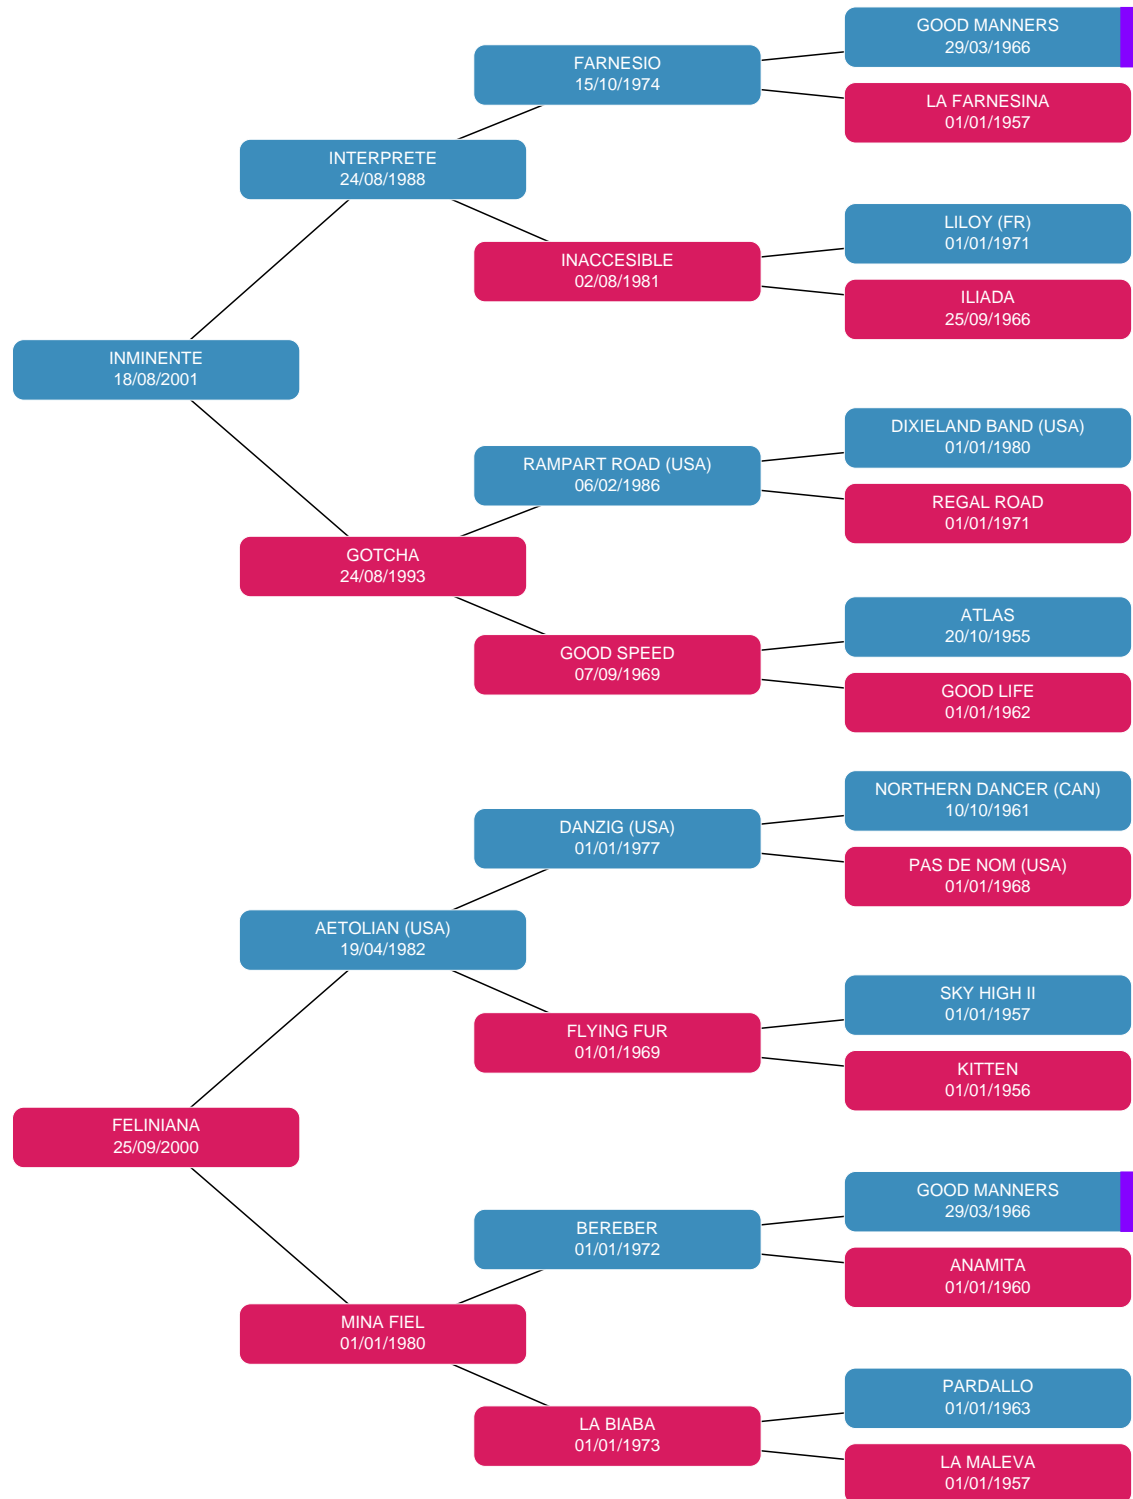 GOOD MANNERS
29/03/1966
FARNESIO
15/10/1974
LA FARNESINA
01/01/1957
INTERPRETE
24/08/1988
LILOY (FR)
01/01/1971
INACCESIBLE
02/08/1981
ILIADA
25/09/1966
INMINENTE
18/08/2001
DIXIELAND BAND (USA)
01/01/1980
RAMPART ROAD (USA)
06/02/1986
REGAL ROAD
01/01/1971
GOTCHA
24/08/1993
ATLAS
20/10/1955
GOOD SPEED
07/09/1969
GOOD LIFE
01/01/1962
NORTHERN DANCER (CAN)
10/10/1961
DANZIG (USA)
01/01/1977
PAS DE NOM (USA)
01/01/1968
AETOLIAN (USA)
19/04/1982
SKY HIGH II
01/01/1957
FLYING FUR
01/01/1969
KITTEN
01/01/1956
FELINIANA
25/09/2000
GOOD MANNERS
29/03/1966
BEREBER
01/01/1972
ANAMITA
01/01/1960
MINA FIEL
01/01/1980
PARDALLO
01/01/1963
LA BIABA
01/01/1973
LA MALEVA
01/01/1957